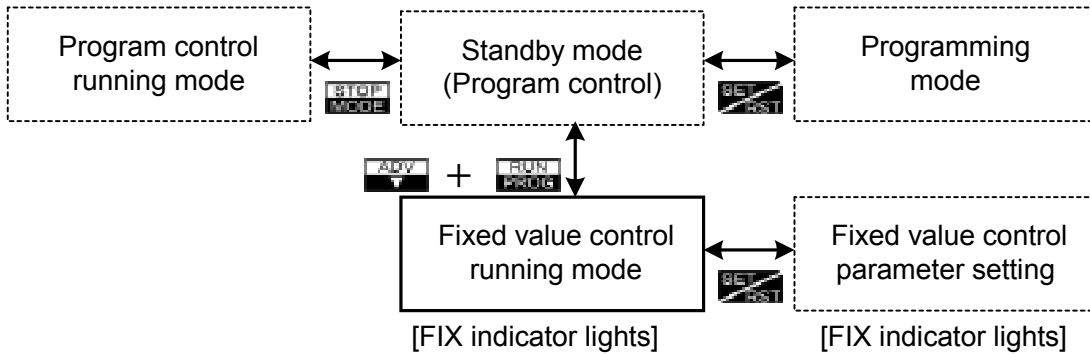 Program control
running mode
STOP
MODE
Standby mode
(Program control)
SET
RST
Programming
mode
ADV
▼
+
RUN
PROG
Fixed value control
running mode
SET
RST
Fixed value control
parameter setting
[FIX indicator lights]
[FIX indicator lights]